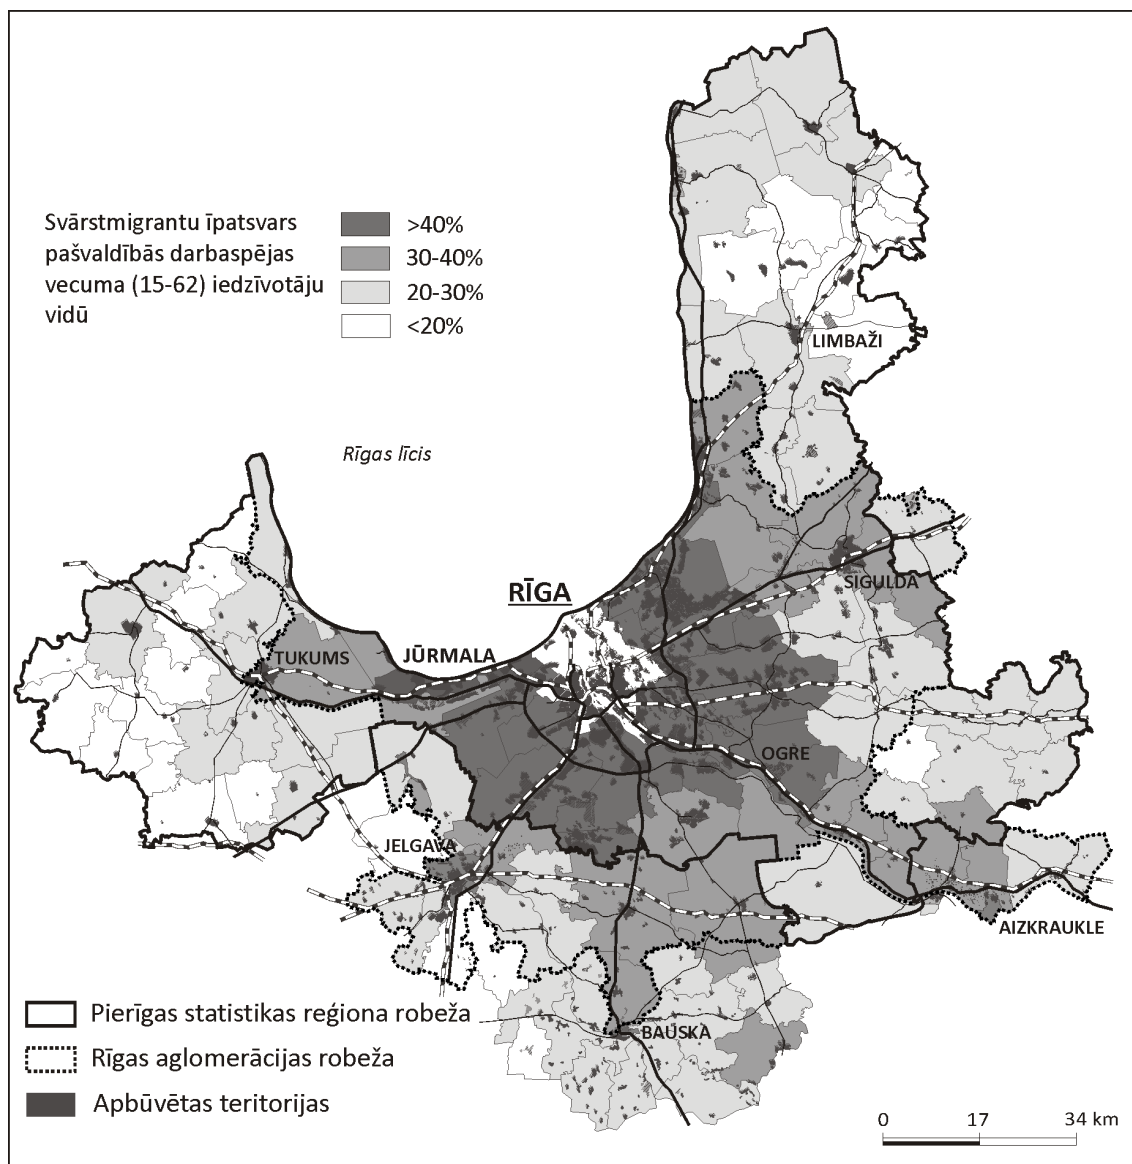 Svārstmigrantu īpatsvars
pašvaldībās darbaspējas
vecuma (15-62) iedzīvotāju
vidū
>40%
30-40%
20-30%
<20%
LIMBAŽI
Rīgas līcis
RĪGA
SIGULDA
TUKUMS
JŪRMALA
OGRE
JELGAVA
AIZKRAUKLE
BAUSKA
Pierīgas statistikas reģiona robeža
Rīgas aglomerācijas robeža
Apbūvētas teritorijas
0 17 34 km